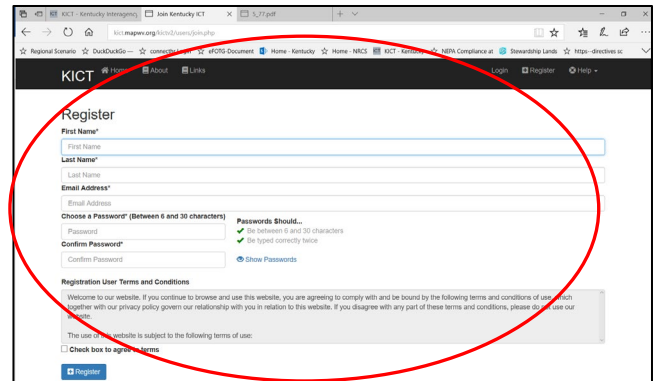 KICT - Kentucky Interagency
Join Kentucky ICT
5_77.pdf
kict.mapwv.org/kictv1/users/join.php
Regional Scenario DuckDuckGo — eFOTG-Document Home - Kentucky Home - NRCS KICT - Kentucky NEPA Compliance at Stewardship Lands https--directives sc
KICT Home About Links Login Register Help
Register
First Name*
First Name
Last Name*
Last Name
Email Address*
Email Address
Choose a Password* (Between 6 and 30 characters)
Password
Confirm Password*
Confirm Password
Passwords Should...
Be between 6 and 30 characters
Be typed correctly twice
Show Passwords
Registration User Terms and Conditions
Welcome to our website. If you continue to browse and use this website, you are agreeing to comply with and be bound by the following terms and conditions of use, which
together with our privacy policy govern our relationship with you in relation to this website. If you disagree with any part of these terms and conditions, please do not use our
website.
The use of this website is subject to the following terms of use:
Check box to agree to terms
Register